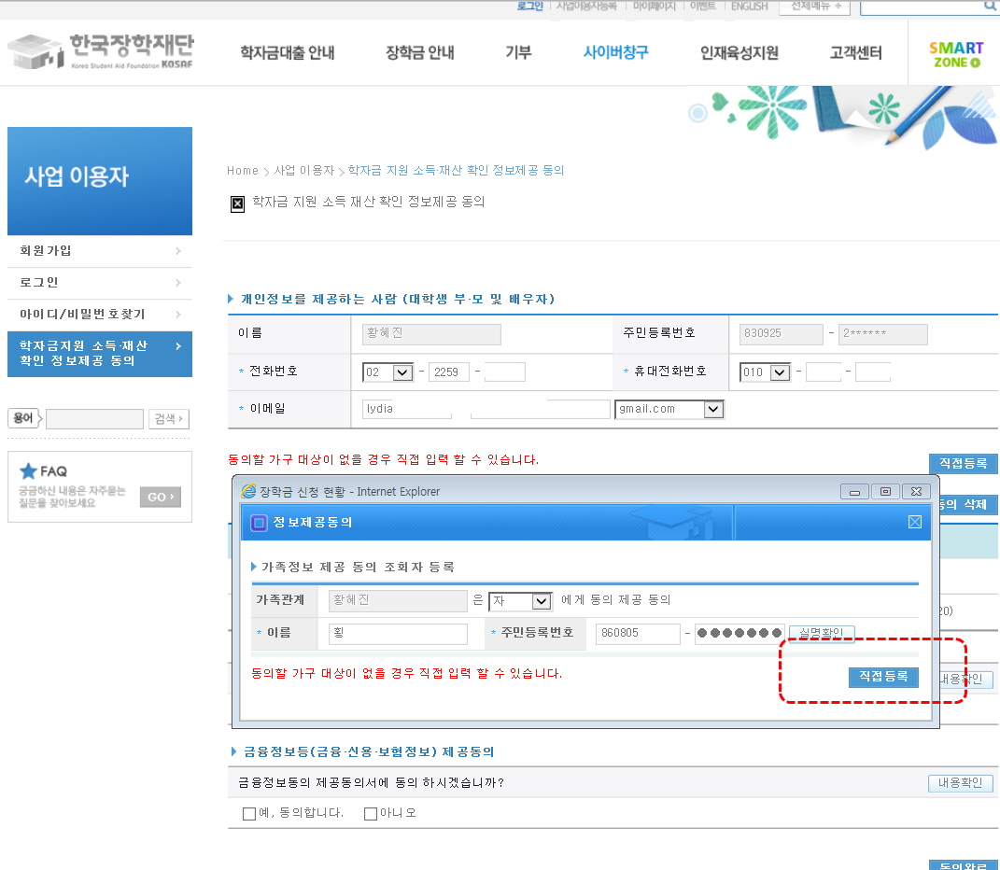 로그인 사업이용자등록 마이페이지 이벤트 ENGLISH 전체메뉴 +
한국장학재단
Korea Student Aid Foundation KOSAF
학자금대출 안내 장학금 안내 기부 사이버창구 인재육성지원 고객센터
SMART
ZONE
사업 이용자
Home > 사업 이용자 > 학자금 지원 소득·재산 확인 정보제공 동의
학자금 지원 소득 재산 확인 정보제공 동의
회원가입
로그인
아이디/비밀번호찾기
학자금지원 소득·재산
확인 정보제공 동의
용어 검색
FAQ
궁금하신 내용은 자주묻는
질문을 찾아보세요
GO
개인정보를 제공하는 사람 (대학생 부·모 및 배우자)
이름 황혜진 주민등록번호 830925 - 2******
* 전화번호 02 - 2259 - * 휴대전화번호 010 - -
* 이메일 lydia gmail.com
동의할 가구 대상이 없을 경우 직접 입력 할 수 있습니다.
직접등록
장학금 신청 현황 - Internet Explorer
동의 삭제
정보제공동의
가족정보 제공 동의 조회자 등록
가족관계 황혜진 은 자 에게 동의 제공 동의
20)
* 이름 횡 * 주민등록번호 860805 - ●●●●●●● 실명확인
동의할 가구 대상이 없을 경우 직접 입력 할 수 있습니다.
직접등록
내용확인
금융정보등(금융·신용·보험정보) 제공동의
금융정보동의 제공동의서에 동의 하시겠습니까?
내용확인
예, 동의합니다. 아니오
동의완료